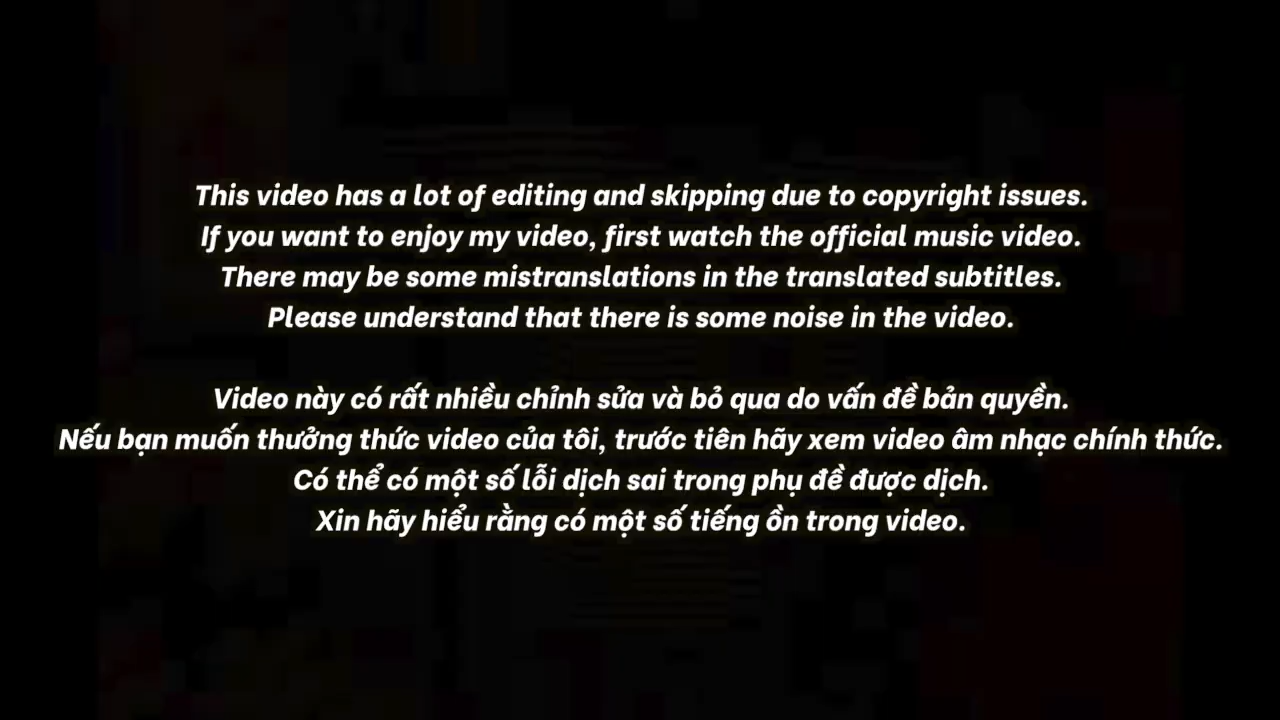 This video has a lot of editing and skipping due to copyright issues.
If you want to enjoy my video, first watch the official music video.
There may be some mistranslations in the translated subtitles.
Please understand that there is some noise in the video.
Video này có rất nhiều chỉnh sửa và bỏ qua do vấn đề bản quyền.
Nếu bạn muốn thưởng thức video của tôi, trước tiên hãy xem video âm nhạc chính thức.
Có thể có một số lỗi dịch sai trong phụ đề được dịch.
Xin hãy hiểu rằng có một số tiếng ồn trong video.